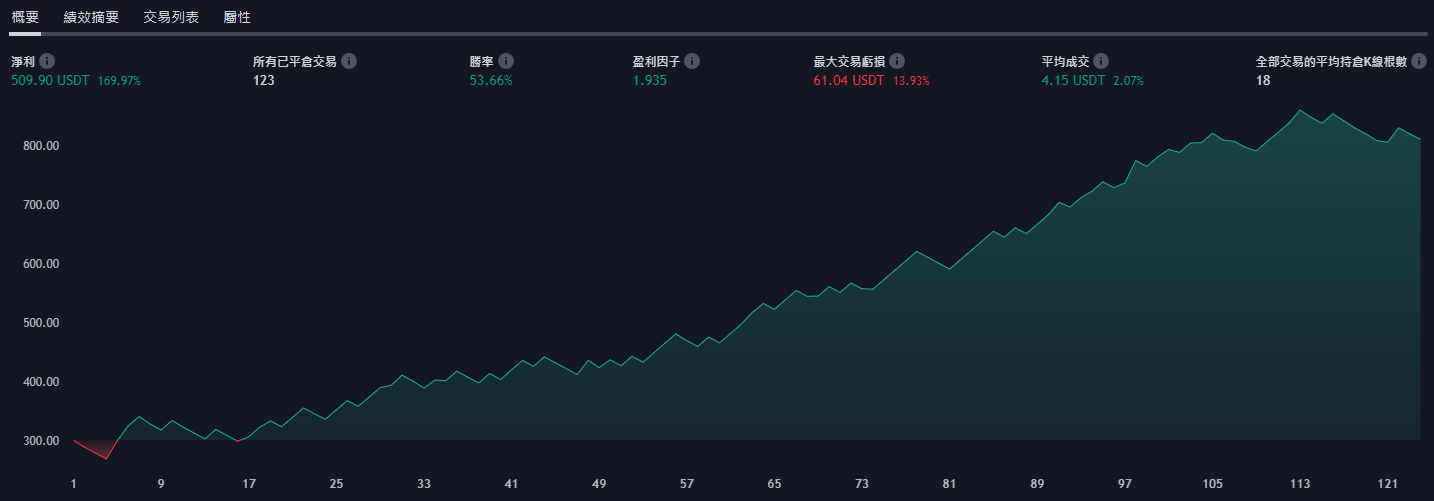 概要 績效摘要 交易列表 屬性
淨利 所有已平倉交易 勝率 盈利因子 最大交易虧損 平均成交 全部交易的平均持倉K線根數
509.90 USDT 169.97% 123 53.66% 1.935 61.04 USDT 13.93% 4.15 USDT 2.07% 18
800.00
700.00
600.00
500.00
400.00
300.00
1 9 17 25 33 41 49 57 65 73 81 89 97 105 113 121